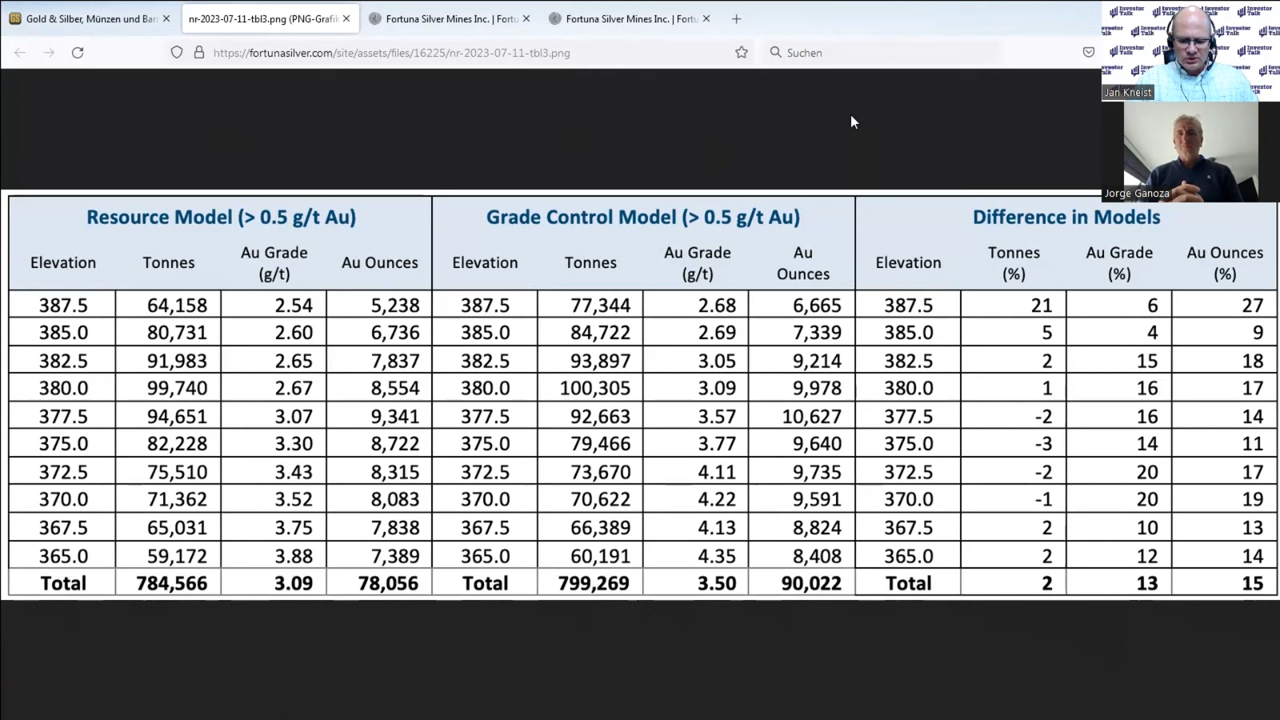 Gold & Silber, Münzen und Bar
nr-2023-07-11-tbl3.png (PNG-Grafik
Fortuna Silver Mines Inc. | Fortu
Fortuna Silver Mines Inc. | Fortu
https://fortunasilver.com/site/assets/files/16225/nr-2023-07-11-tbl3.png
Suchen
Investor Talk
Jan Kneist
Jorge Ganoza
Resource Model (> 0.5 g/t Au) Grade Control Model (> 0.5 g/t Au) Difference in Models
Elevation Tonnes Au Grade (g/t) Au Ounces Elevation Tonnes Au Grade (g/t) Au Ounces Elevation Tonnes (%) Au Grade (%) Au Ounces (%)
387.5 64,158 2.54 5,238 387.5 77,344 2.68 6,665 387.5 21 6 27
385.0 80,731 2.60 6,736 385.0 84,722 2.69 7,339 385.0 5 4 9
382.5 91,983 2.65 7,837 382.5 93,897 3.05 9,214 382.5 2 15 18
380.0 99,740 2.67 8,554 380.0 100,305 3.09 9,978 380.0 1 16 17
377.5 94,651 3.07 9,341 377.5 92,663 3.57 10,627 377.5 -2 16 14
375.0 82,228 3.30 8,722 375.0 79,466 3.77 9,640 375.0 -3 14 11
372.5 75,510 3.43 8,315 372.5 73,670 4.11 9,735 372.5 -2 20 17
370.0 71,362 3.52 8,083 370.0 70,622 4.22 9,591 370.0 -1 20 19
367.5 65,031 3.75 7,838 367.5 66,389 4.13 8,824 367.5 2 10 13
365.0 59,172 3.88 7,389 365.0 60,191 4.35 8,408 365.0 2 12 14
Total 784,566 3.09 78,056 Total 799,269 3.50 90,022 Total 2 13 15